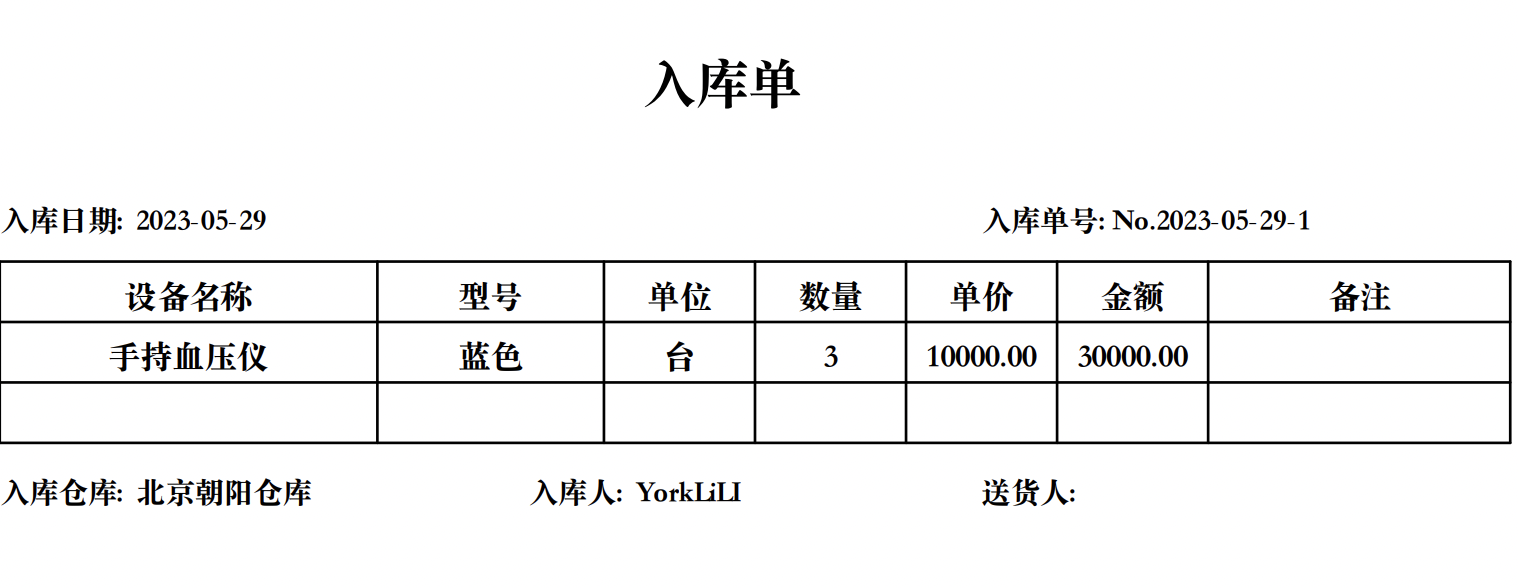 入库单
入库日期: 2023-05-29 入库单号: No.2023-05-29-1
设备名称 型号 单位 数量 单价 金额 备注
手持血压仪 蓝色 台 3 10000.00 30000.00
入库仓库: 北京朝阳仓库 入库人: YorkLiLI 送货人: